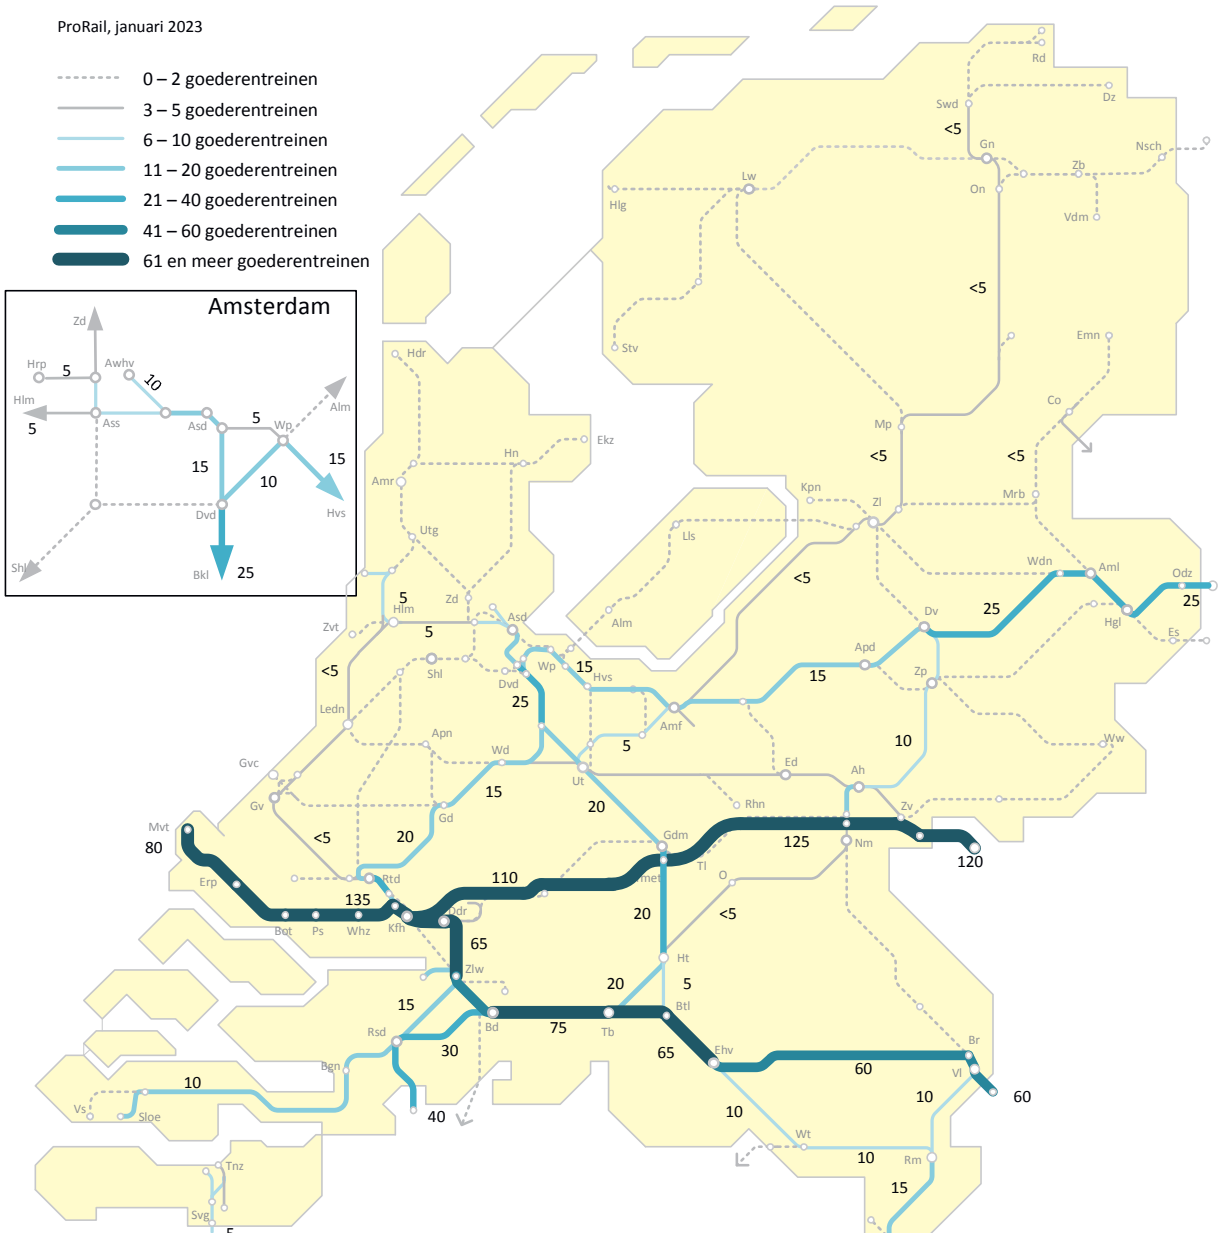 ProRail, januari 2023
0 – 2 goederentreinen
3 – 5 goederentreinen
6 – 10 goederentreinen
11 – 20 goederentreinen
21 – 40 goederentreinen
41 – 60 goederentreinen
61 en meer goederentreinen
Amsterdam
Zd
Hrp
5
Awhv
10
Hlm
5
Ass
Asd
5
Wp
Alm
15
10
15
Hvs
Dvd
Shl
Bkl
25
Rd
Swd
Dz
<5
Gn
Nsch
Zb
On
Vdm
Lw
Hlg
<5
Stv
Emn
Hdr
Co
Mp
Ekz
Hn
<5
<5
Amr
Kpn
Mrb
Zl
Utg
Lls
Wdn
Aml
Odz
<5
25
25
5
Zd
Hlm
Asd
Alm
Dv
Hgl
Es
Zvt
5
Wp
15
Apd
<5
Shl
Dvd
Hvs
15
Zp
25
Ledn
Amf
Apn
5
10
Ww
Wd
Gvc
Ut
Ed
Ah
Gv
15
20
Rhn
Zv
Gd
Mvt
<5
20
Gdm
125
Nm
80
Tl
120
met
Erp
Rtd
110
O
135
Ddr
20
<5
Bot
Ps
Whz
Kfh
65
Ht
Zlw
20
5
15
Btl
Rsd
Bd
75
Tb
65
30
Ehv
Br
Bgn
60
Vl
10
10
60
Vs
Sloe
40
10
Wt
10
Rm
Tnz
15
Svg
5